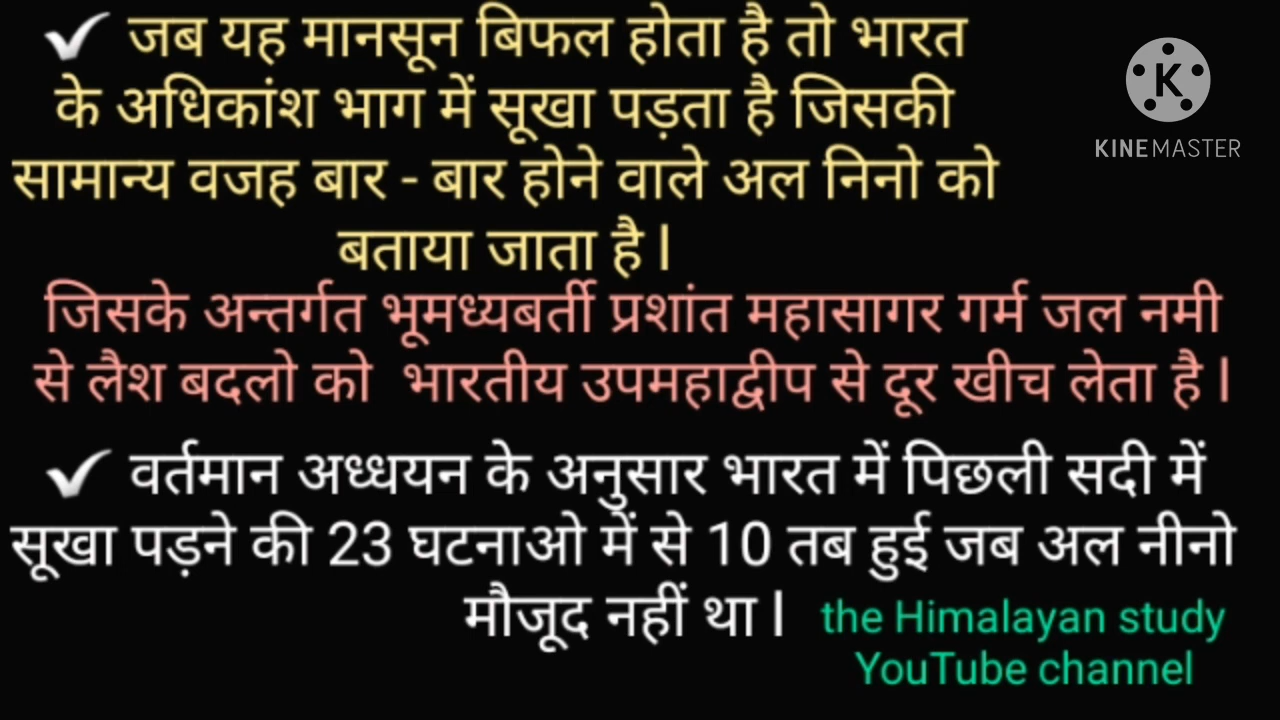 ✓ जब यह मानसून बिफल होता है तो भारत
के अधिकांश भाग में सूखा पड़ता है जिसकी
सामान्य वजह बार - बार होने वाले अल निनो को
बताया जाता है l
जिसके अन्तर्गत भूमध्यबर्ती प्रशांत महासागर गर्म जल नमी
से लैश बदलो को भारतीय उपमहाद्वीप से दूर खीच लेता है l
✓ वर्तमान अध्धयन के अनुसार भारत में पिछली सदी में
सूखा पड़ने की 23 घटनाओ में से 10 तब हुई जब अल नीनो
मौजूद नहीं था l
the Himalayan study
YouTube channel
K
KINEMASTER